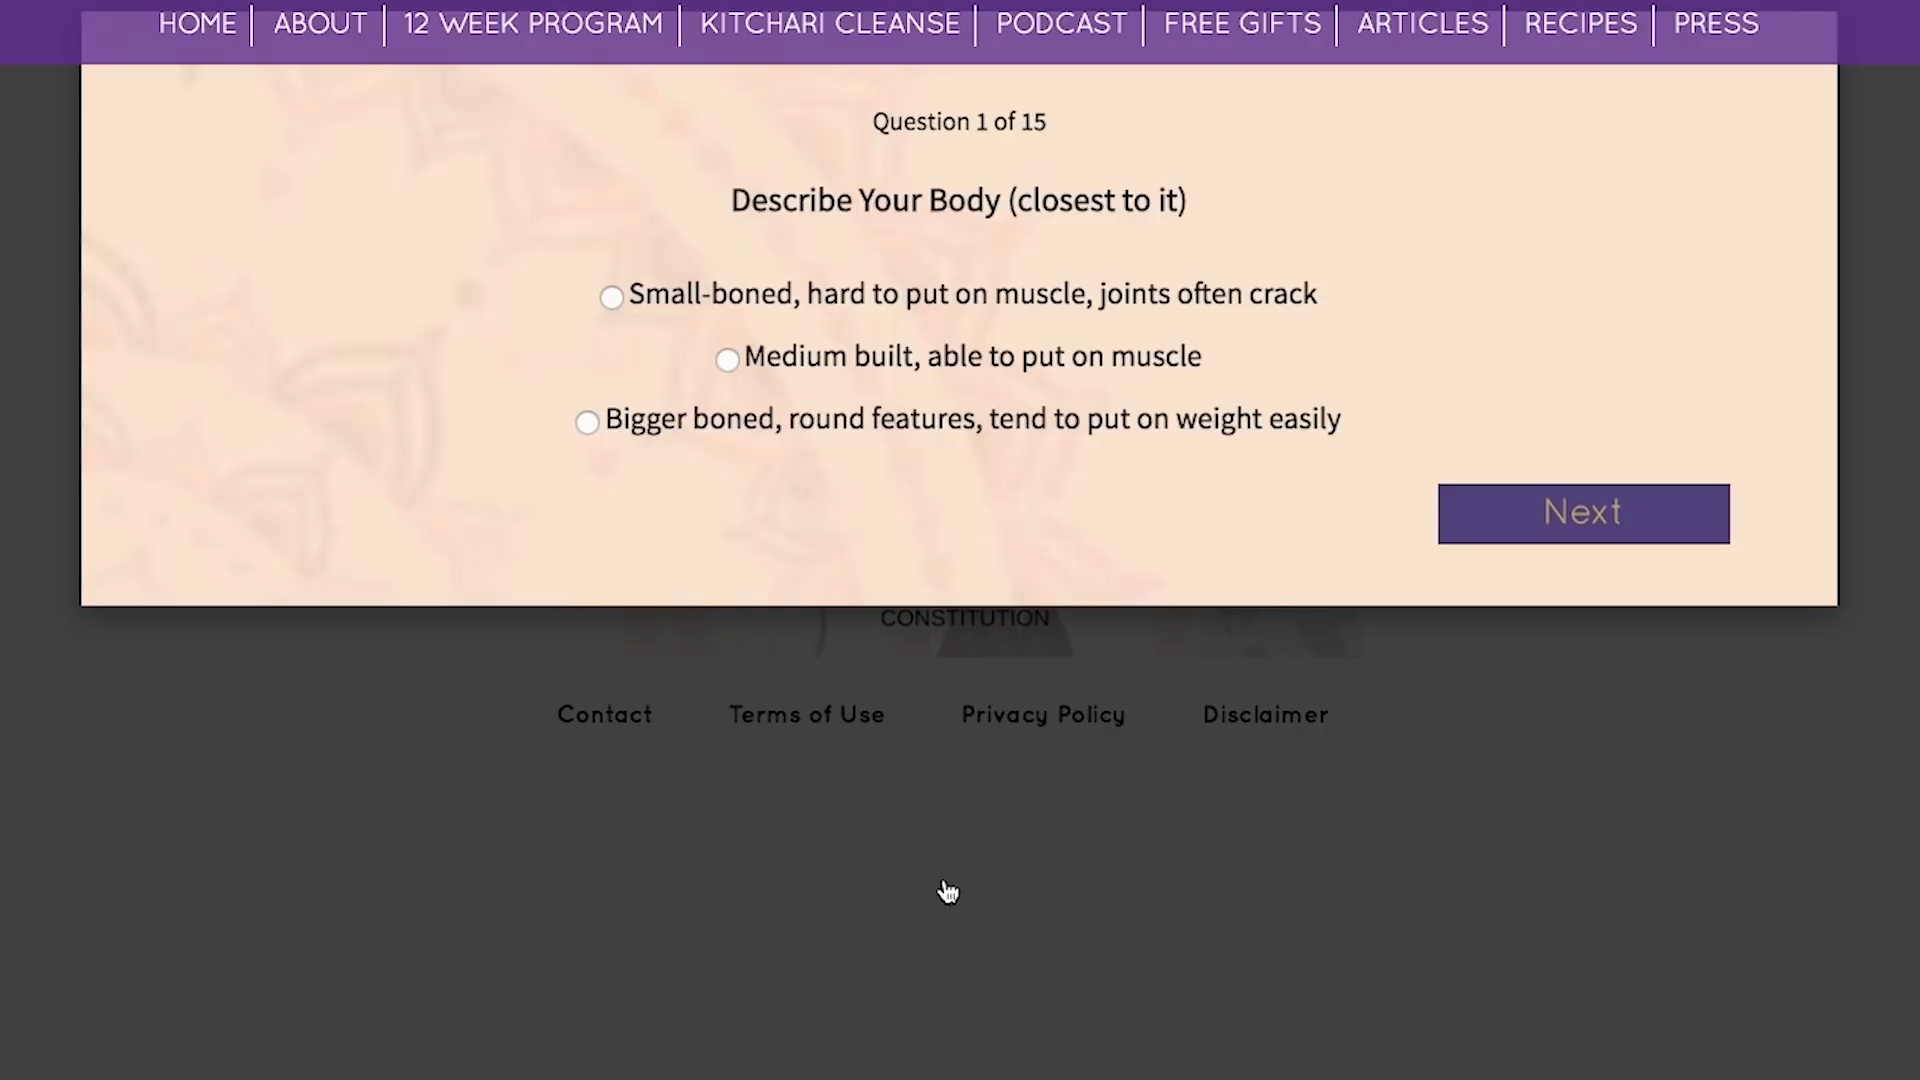 HOME ABOUT 12 WEEK PROGRAM KITCHARI CLEANSE PODCAST FREE GIFTS ARTICLES RECIPES PRESS
Question 1 of 15
Describe Your Body (closest to it)
Small-boned, hard to put on muscle, joints often crack
Medium built, able to put on muscle
Bigger boned, round features, tend to put on weight easily
Next
CONSTITUTION
Contact Terms of Use Privacy Policy Disclaimer